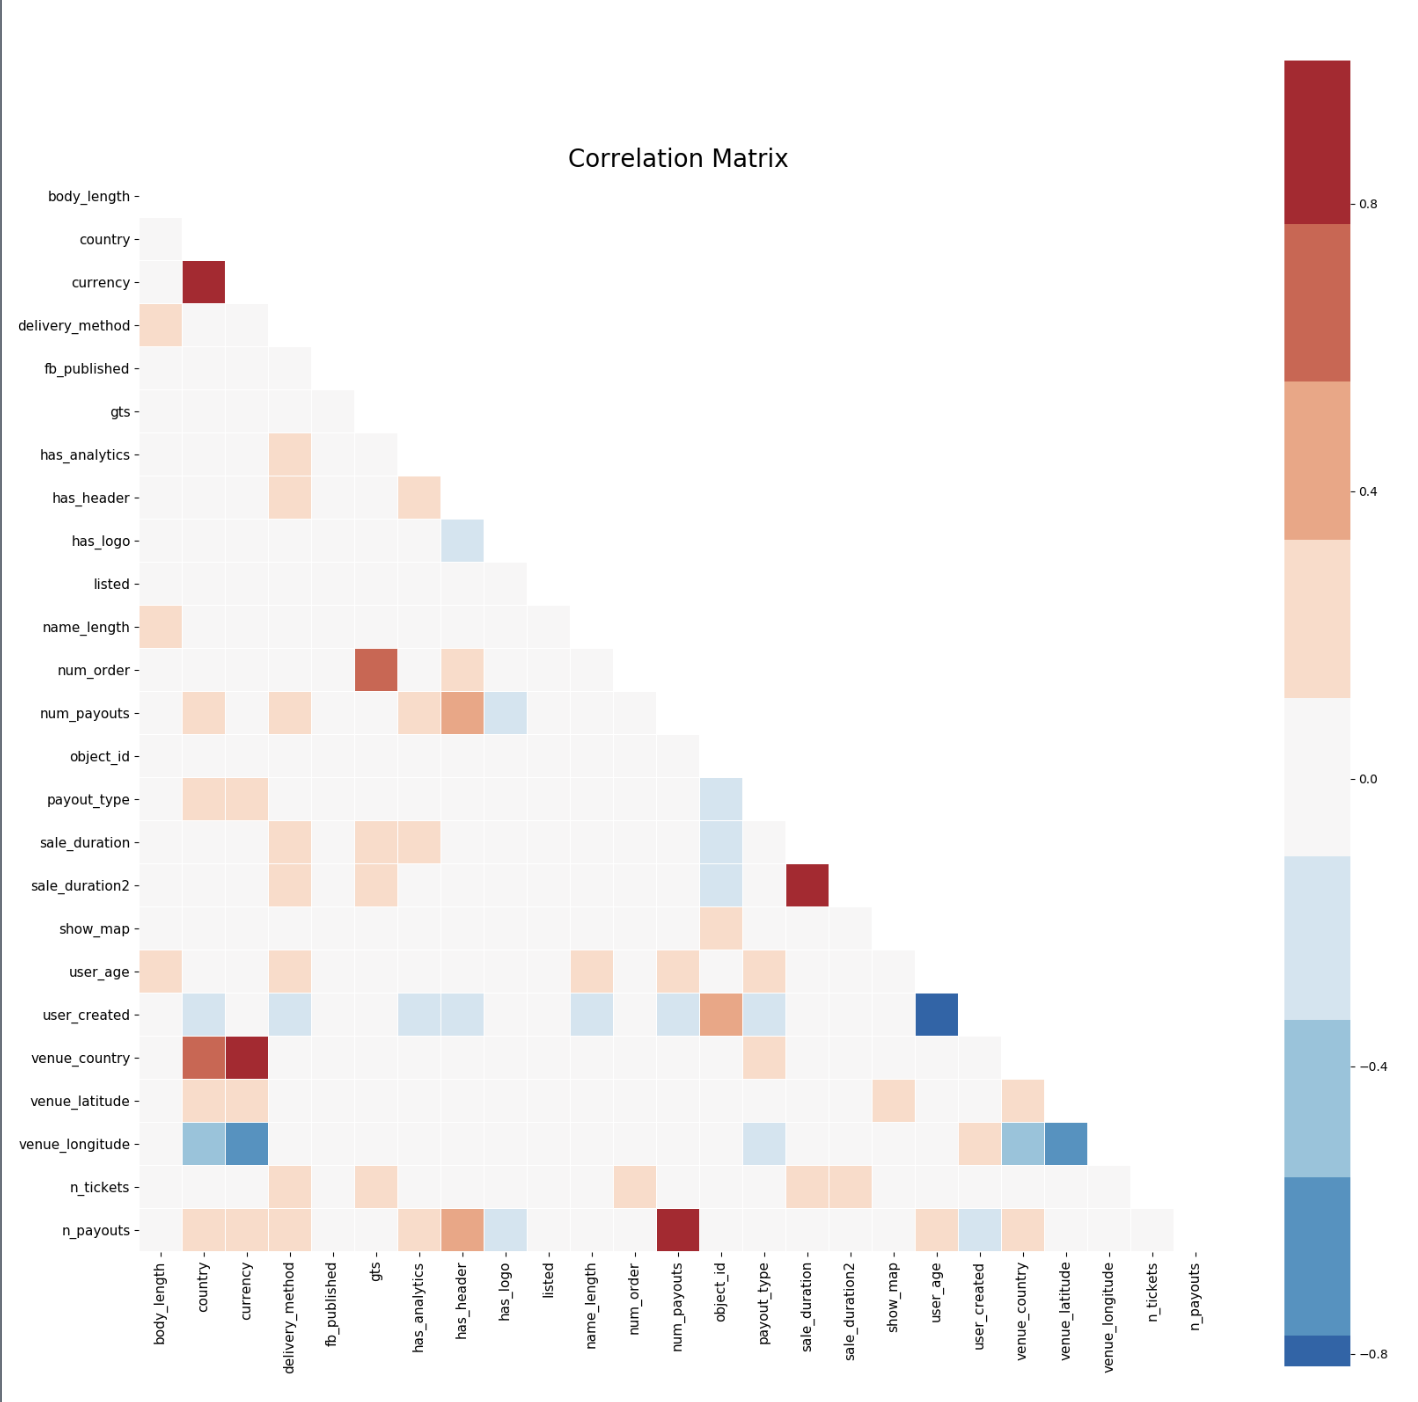 Correlation Matrix
body_length
country
currency
delivery_method
fb_published
gts
has_analytics
has_header
has_logo
listed
name_length
num_order
num_payouts
object_id
payout_type
sale_duration
sale_duration2
show_map
user_age
user_created
venue_country
venue_latitude
venue_longitude
n_tickets
n_payouts
body_length
country
currency
delivery_method
fb_published
gts
has_analytics
has_header
has_logo
listed
name_length
num_order
num_payouts
object_id
payout_type
sale_duration
sale_duration2
show_map
user_age
user_created
venue_country
venue_latitude
venue_longitude
n_tickets
n_payouts
0.8
0.4
0.0
−0.4
−0.8